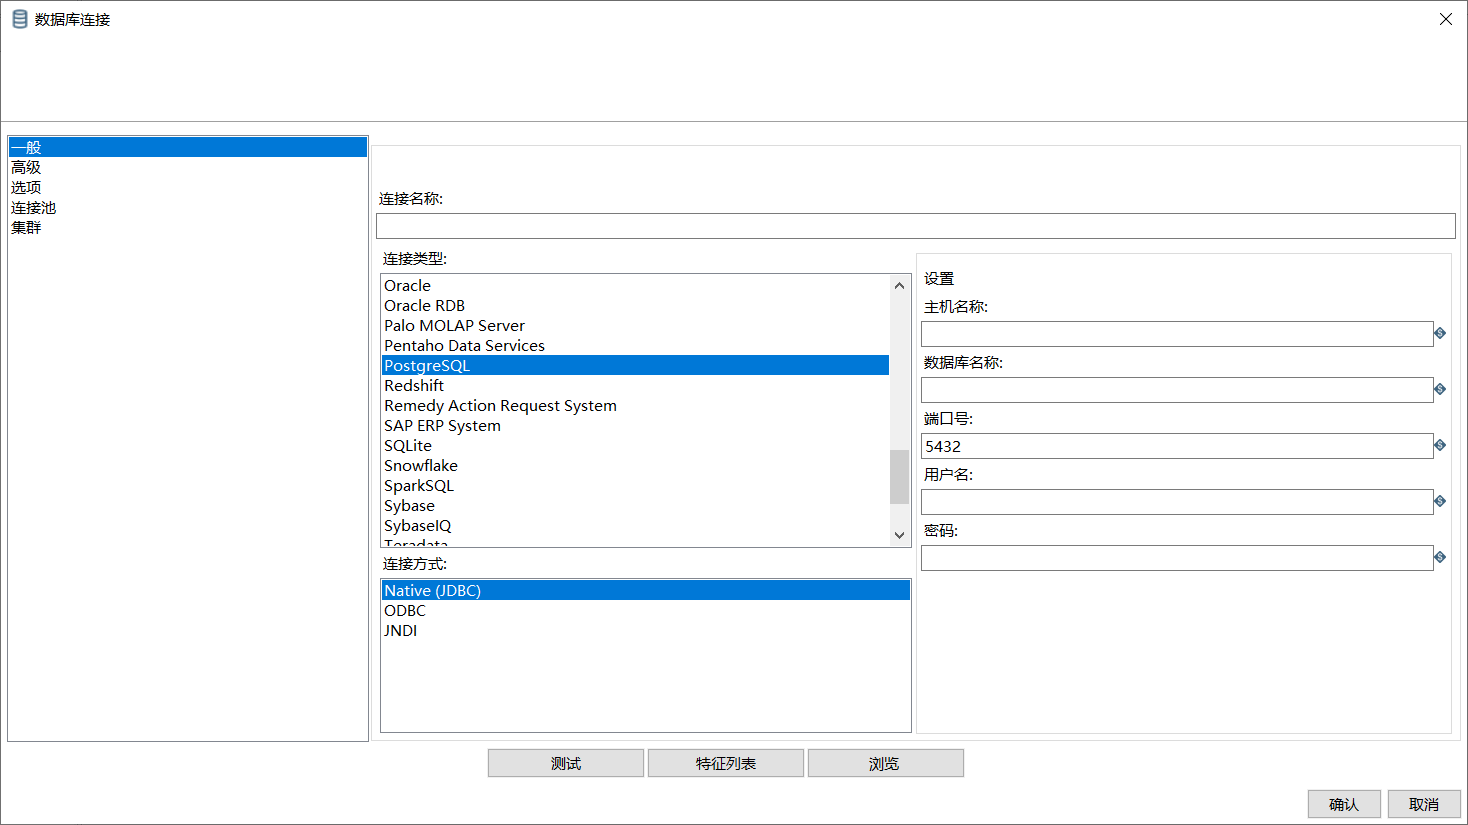 数据库连接
一般
高级
选项
连接池
集群
连接名称:
连接类型:
Oracle
Oracle RDB
Palo MOLAP Server
Pentaho Data Services
PostgreSQL
Redshift
Remedy Action Request System
SAP ERP System
SQLite
Snowflake
SparkSQL
Sybase
SybaseIQ
Teradata
连接方式:
Native (JDBC)
ODBC
JNDI
设置
主机名称:
数据库名称:
端口号:
5432
用户名:
密码:
测试
特征列表
浏览
确认
取消